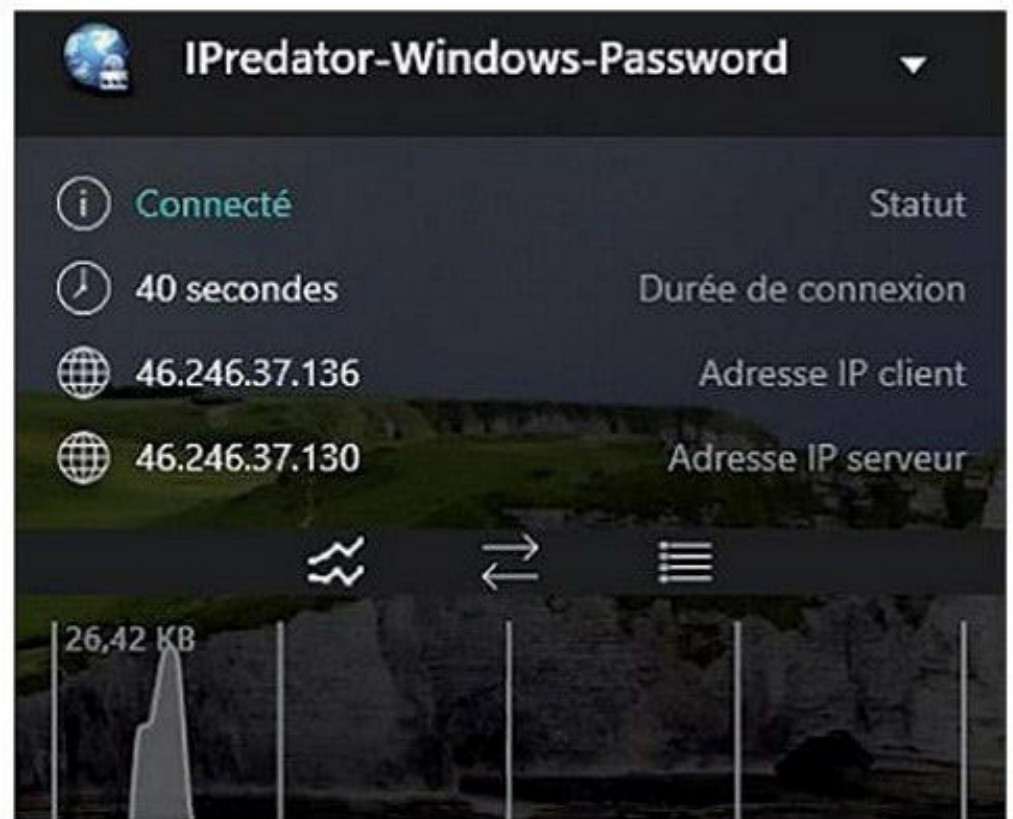 IPredator-Windows-Password
Connecté Statut
40 secondes Durée de connexion
46.246.37.136 Adresse IP client
46.246.37.130 Adresse IP serveur
26,42 KB